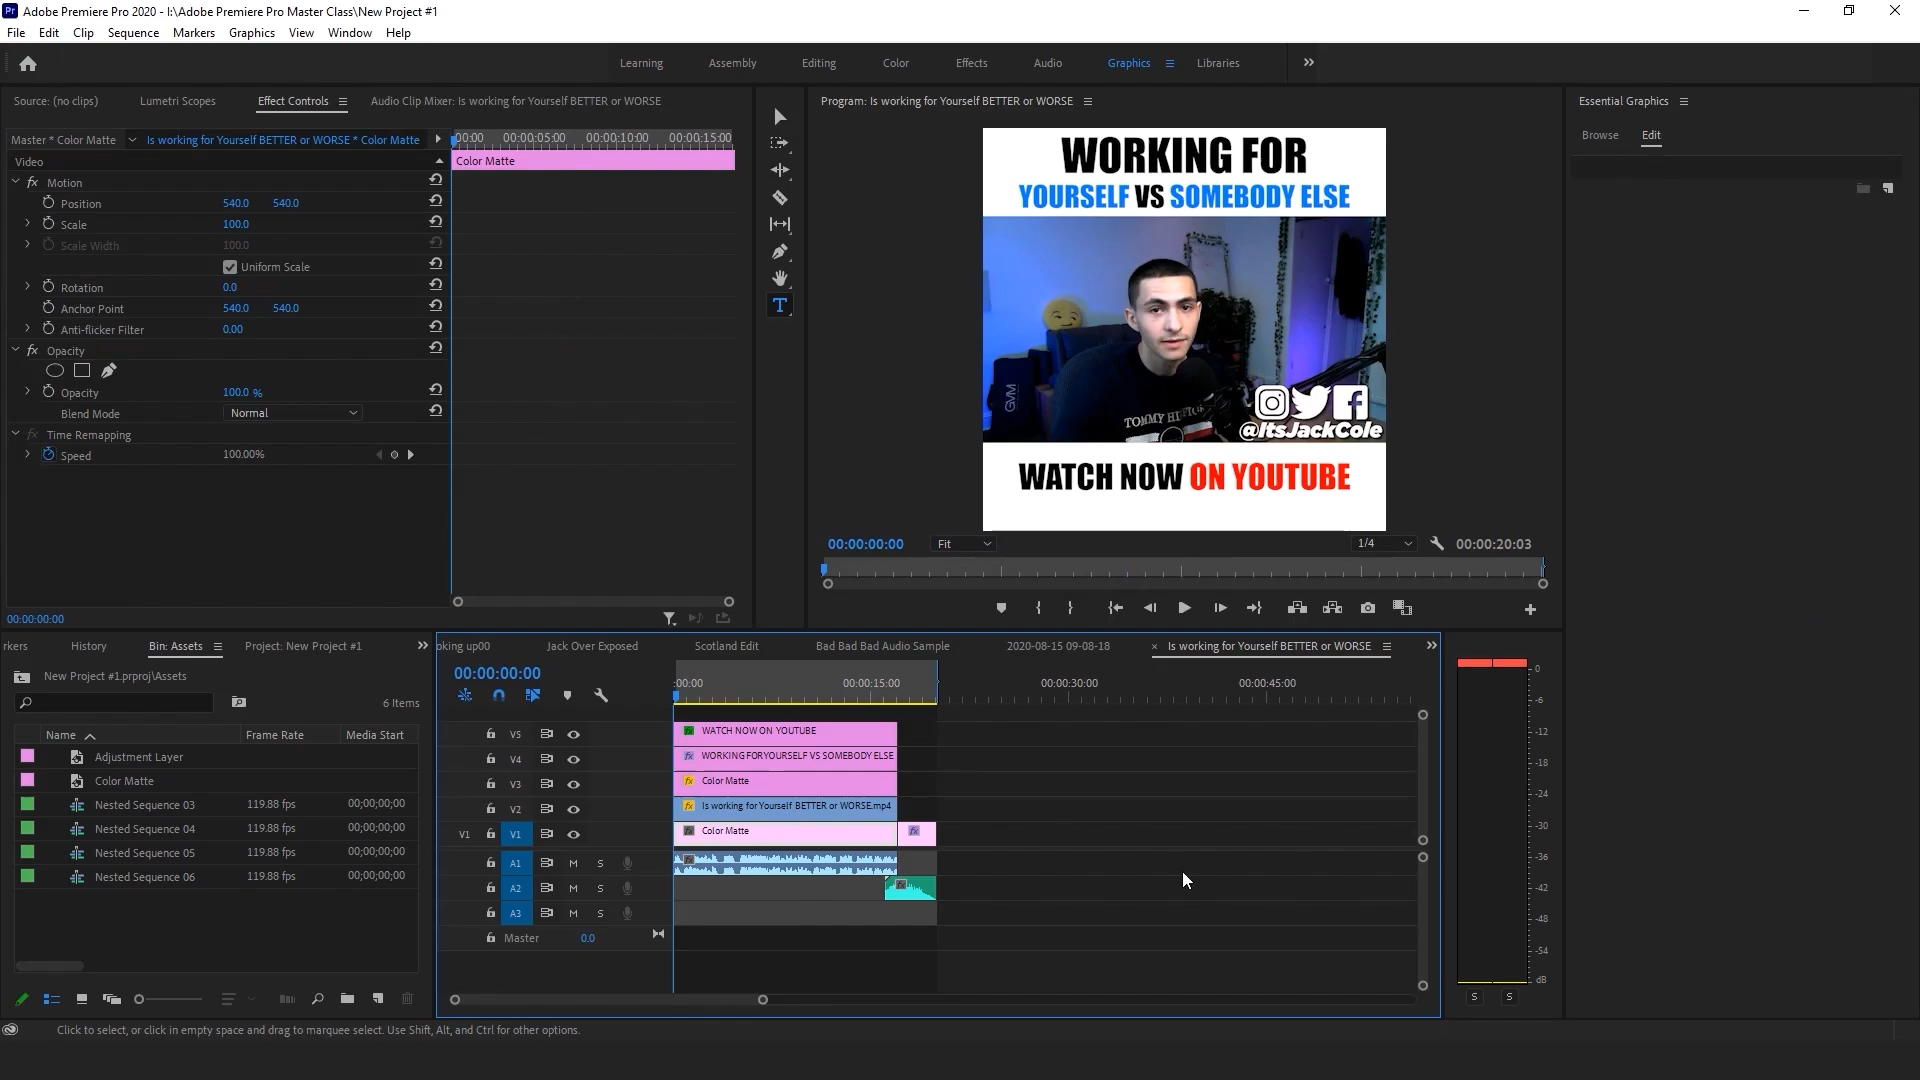 Pr Adobe Premiere Pro 2020 - I:\Adobe Premiere Pro Master Class\New Project #1
File Edit Clip Sequence Markers Graphics View Window Help
Learning Assembly Editing Color Effects Audio Graphics Libraries
Source: (no clips) Lumetri Scopes Effect Controls Audio Clip Mixer: Is working for Yourself BETTER or WORSE
Program: Is working for Yourself BETTER or WORSE
Essential Graphics
Browse Edit
Master * Color Matte Is working for Yourself BETTER or WORSE * Color Matte
:00:00 00:00:05:00 00:00:10:00 00:00:15:00
Video
Color Matte
fx Motion
Position 540.0 540.0
Scale 100.0
Scale Width 100.0
Uniform Scale
Rotation 0.0
Anchor Point 540.0 540.0
Anti-flicker Filter 0.00
fx Opacity
Opacity 100.0 %
Blend Mode Normal
fx Time Remapping
Speed 100.00%
00:00:00:00
T
WORKING FOR
YOURSELF VS SOMEBODY ELSE
GVM
TOMMY HILFIG
@ItsJackCole
WATCH NOW ON YOUTUBE
00:00:00:00 Fit 1/4 00:00:20:03
rkers History Bin: Assets Project: New Project #1
New Project #1.prproj\Assets
6 Items
Name Frame Rate Media Start
Adjustment Layer
Color Matte
Nested Sequence 03 119.88 fps 00;00;00;00
Nested Sequence 04 119.88 fps 00;00;00;00
Nested Sequence 05 119.88 fps 00;00;00;00
Nested Sequence 06 119.88 fps 00;00;00;00
oking up00 Jack Over Exposed Scotland Edit Bad Bad Bad Audio Sample 2020-08-15 09-08-18 × Is working for Yourself BETTER or WORSE
00:00:00:00
:00:00 00:00:15:00 00:00:30:00 00:00:45:00
V5 fx WATCH NOW ON YOUTUBE
V4 fx WORKING FORYOURSELF VS SOMEBODY ELSE
V3 fx Color Matte
V2 fx Is working for Yourself BETTER or WORSE.mp4
V1 V1 fx Color Matte fx
A1 M S fx
A2 M S fx
A3 M S
Master 0.0
0
-6
-12
-18
-24
-30
-36
-42
-48
-54
dB
S S
Click to select, or click in empty space and drag to marquee select. Use Shift, Alt, and Ctrl for other options.